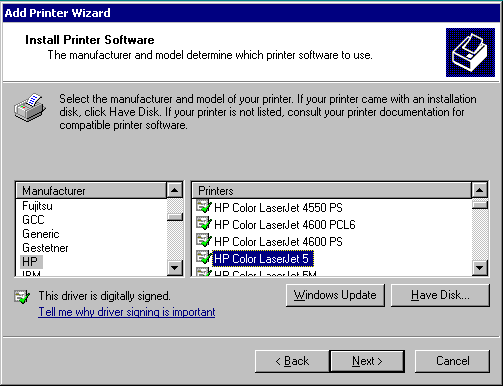 Add Printer Wizard
Install Printer Software
The manufacturer and model determine which printer software to use.
Select the manufacturer and model of your printer. If your printer came with an installation
disk, click Have Disk. If your printer is not listed, consult your printer documentation for
compatible printer software.
Manufacturer
Fujitsu
GCC
Generic
Gestetner
HP
IBM
Printers
HP Color LaserJet 4550 PS
HP Color LaserJet 4600 PCL6
HP Color LaserJet 4600 PS
HP Color LaserJet 5
HP Color LaserJet 5M
This driver is digitally signed.
Tell me why driver signing is important
Windows Update
Have Disk...
< Back
Next >
Cancel